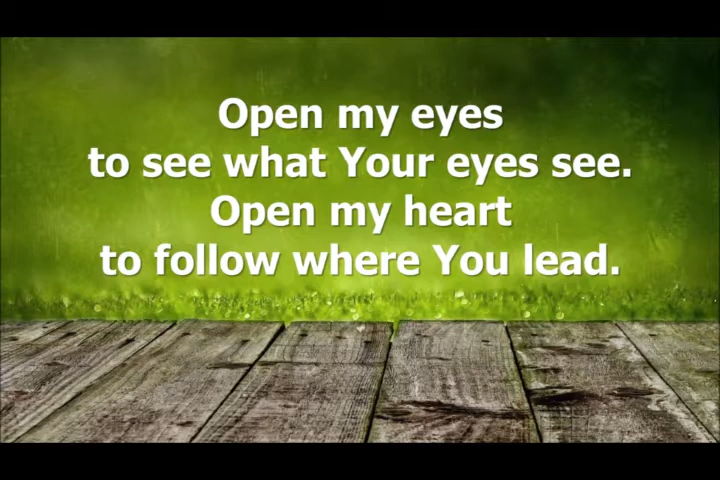 Open my eyes
to see what Your eyes see.
Open my heart
to follow where You lead.